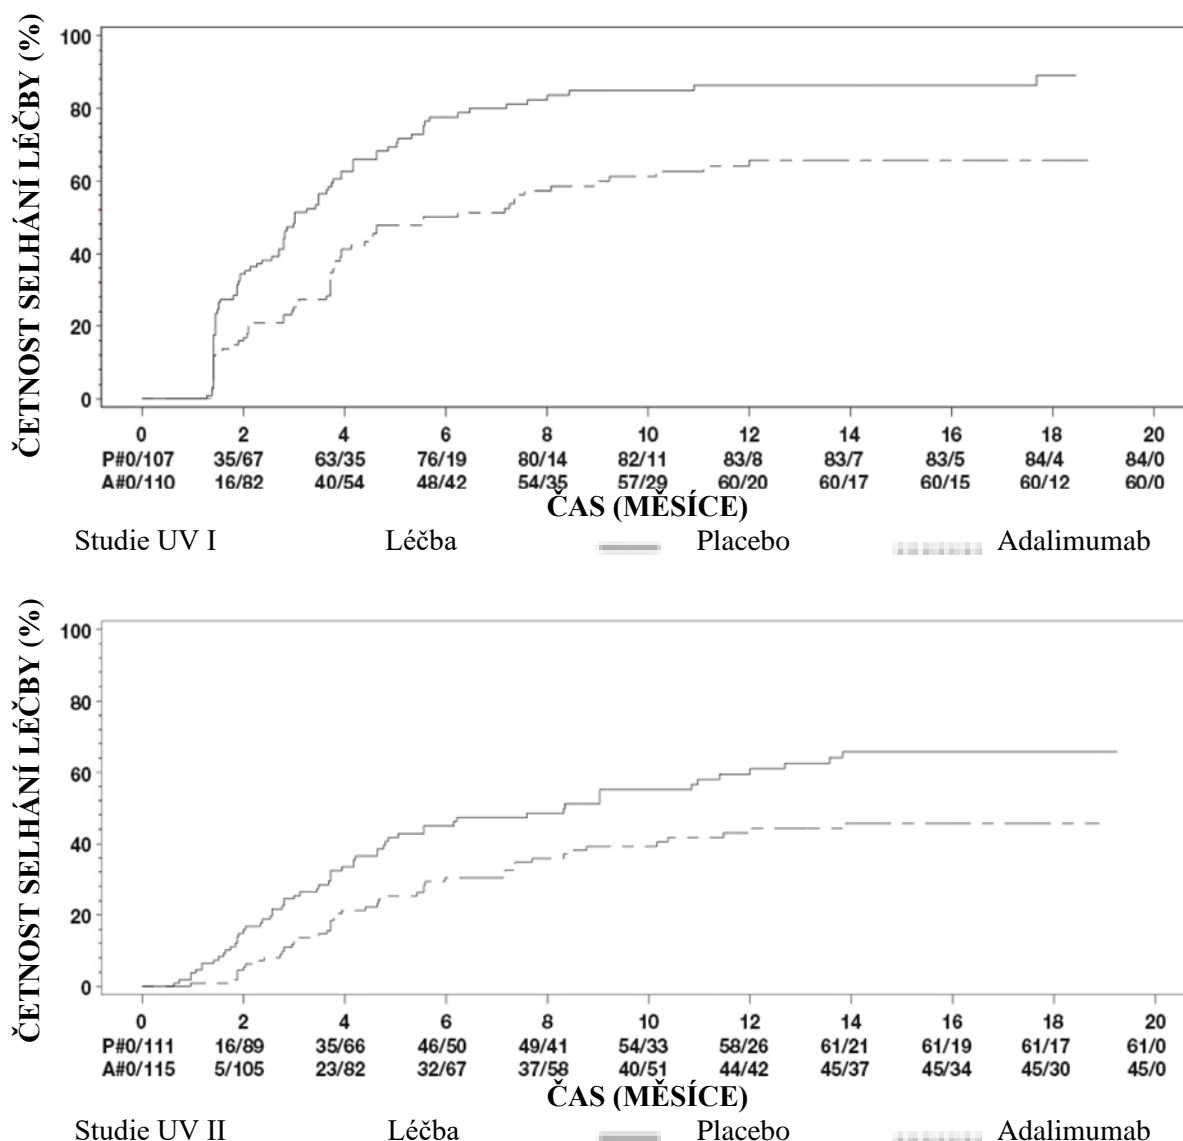 ČETNOST SELHÁNÍ LÉČBY (%)
100
80
60
40
20
0
0 2 4 6 8 10 12 14 16 18 20
P#0/107 35/67 63/35 76/19 80/14 82/11 83/8 83/7 83/5 84/4 84/0
A#0/110 16/82 40/54 48/42 54/35 57/29 60/20 60/17 60/15 60/12 60/0
ČAS (MĚSÍCE)
Studie UV I Léčba Placebo Adalimumab
ČETNOST SELHÁNÍ LÉČBY (%)
100
80
60
40
20
0
0 2 4 6 8 10 12 14 16 18 20
P#0/111 16/89 35/66 46/50 49/41 54/33 58/26 61/21 61/19 61/17 61/0
A#0/115 5/105 23/82 32/67 37/58 40/51 44/42 45/37 45/34 45/30 45/0
ČAS (MĚSÍCE)
Studie UV II Léčba Placebo Adalimumab